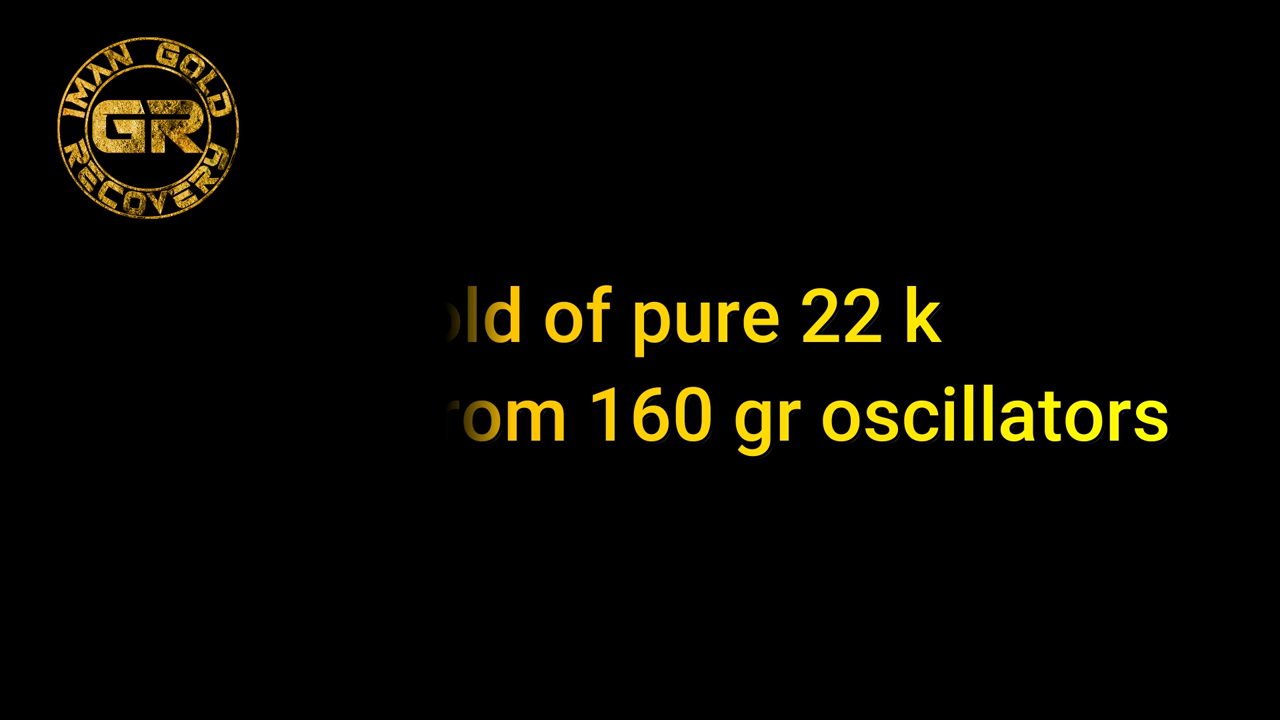 IMAN GOLD
GR
RECOVERY
old of pure 22 k
rom 160 gr oscillators